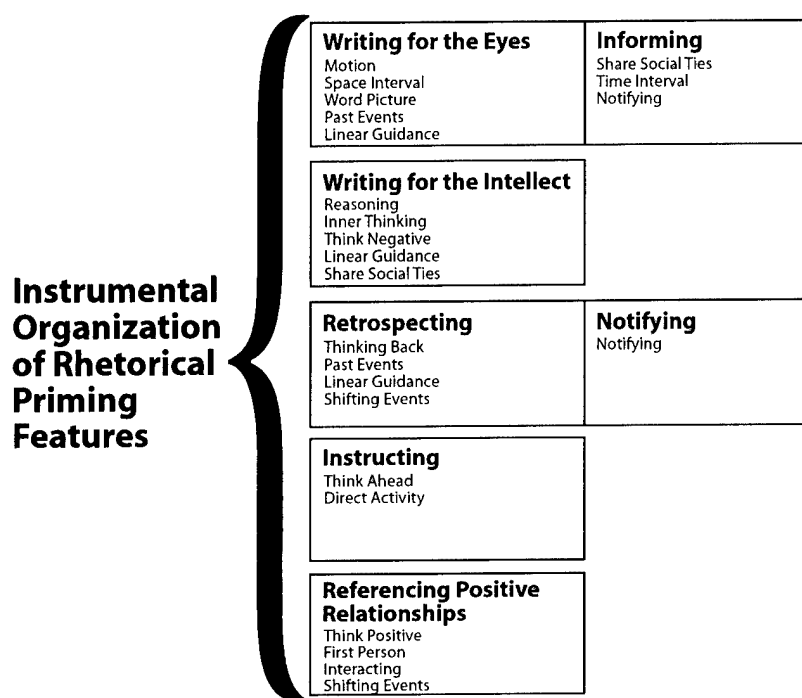 Instrumental
Organization
of Rhetorical
Priming
Features
Writing for the Eyes
Motion
Space Interval
Word Picture
Past Events
Linear Guidance
Informing
Share Social Ties
Time Interval
Notifying
Writing for the Intellect
Reasoning
Inner Thinking
Think Negative
Linear Guidance
Share Social Ties
Retrospecting
Thinking Back
Past Events
Linear Guidance
Shifting Events
Notifying
Notifying
Instructing
Think Ahead
Direct Activity
Referencing Positive
Relationships
Think Positive
First Person
Interacting
Shifting Events